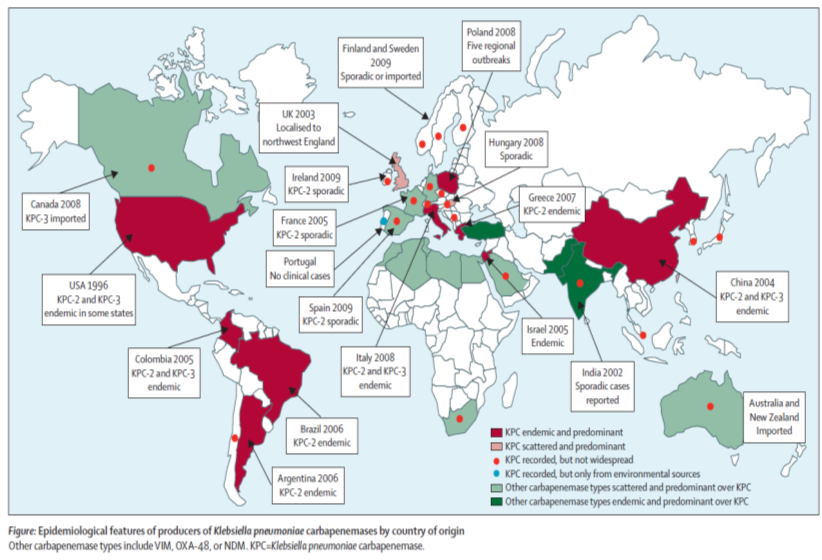 Finland and Sweden
2009
Sporadic or imported
Poland 2008
Five regional
outbreaks
UK 2003
Localised to
northwest England
Hungary 2008
Sporadic
Ireland 2009
KPC-2 sporadic
Canada 2008
KPC-3 imported
Greece 2007
KPC-2 endemic
France 2005
KPC-2 sporadic
Portugal
No clinical cases
USA 1996
KPC-2 and KPC-3
endemic in some states
China 2004
KPC-2 and KPC-3
endemic
Spain 2009
KPC-2 sporadic
Israel 2005
Endemic
Colombia 2005
KPC-2 and KPC-3
endemic
Italy 2008
KPC-2 and KPC-3
endemic
India 2002
Sporadic cases
reported
Brazil 2006
KPC-2 endemic
Australia and
New Zealand
Imported
Argentina 2006
KPC-2 endemic
KPC endemic and predominant
KPC scattered and predominant
KPC recorded, but not widespread
KPC recorded, but only from environmental sources
Other carbapenemase types scattered and predominant over KPC
Other carbapenemase types endemic and predominant over KPC
Figure: Epidemiological features of producers of Klebsiella pneumoniae carbapenemases by country of origin
Other carbapenemase types include VIM, OXA-48, or NDM. KPC=Klebsiella pneumoniae carbapenemase.